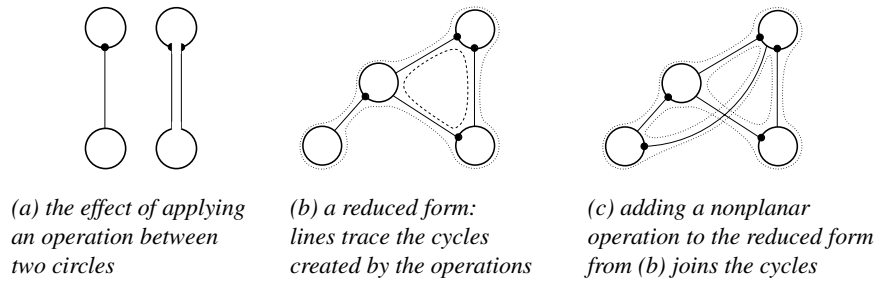 (a) the effect of applying
an operation between
two circles
(b) a reduced form:
lines trace the cycles
created by the operations
(c) adding a nonplanar
operation to the reduced form
from (b) joins the cycles